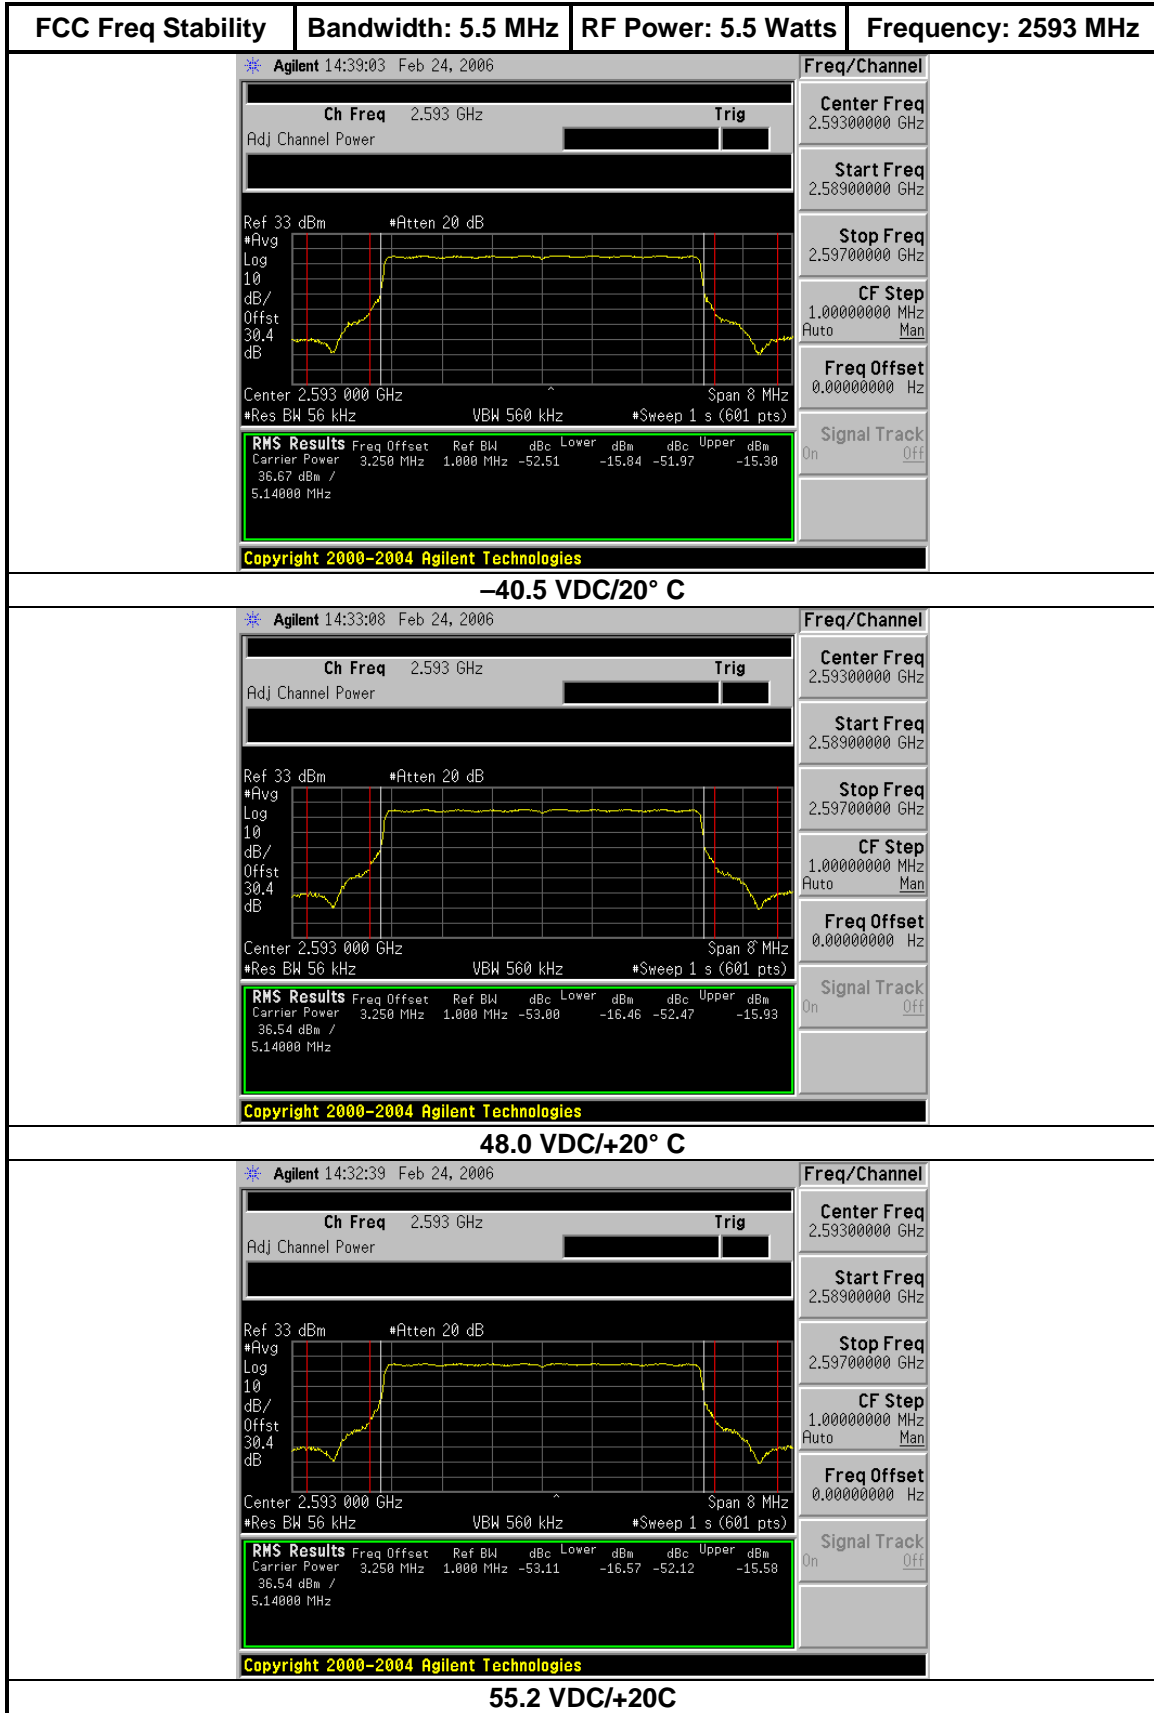 FCC Freq Stability Bandwidth: 5.5 MHz RF Power: 5.5 Watts Frequency: 2593 MHz
Agilent 14:39:03 Feb 24, 2006 Freq/Channel
Ch Freq 2.593 GHz Trig
Adj Channel Power
Center Freq
2.59300000 GHz
Start Freq
2.58900000 GHz
Stop Freq
2.59700000 GHz
CF Step
1.00000000 MHz
Auto Man
Freq Offset
0.00000000 Hz
Signal Track
On Off
Ref 33 dBm #Atten 20 dB
#Avg
Log
10
dB/
Offst
30.4
dB
Center 2.593 000 GHz Span 8 MHz
#Res BW 56 kHz VBW 560 kHz #Sweep 1 s (601 pts)
RMS Results Freq Offset Ref BW dBc Lower dBm dBc Upper dBm
Carrier Power 3.250 MHz 1.000 MHz -52.51 -15.84 -51.97 -15.30
36.67 dBm /
5.14000 MHz
Copyright 2000-2004 Agilent Technologies
–40.5 VDC/20° C
Agilent 14:33:08 Feb 24, 2006 Freq/Channel
Ch Freq 2.593 GHz Trig
Adj Channel Power
Center Freq
2.59300000 GHz
Start Freq
2.58900000 GHz
Stop Freq
2.59700000 GHz
CF Step
1.00000000 MHz
Auto Man
Freq Offset
0.00000000 Hz
Signal Track
On Off
Ref 33 dBm #Atten 20 dB
#Avg
Log
10
dB/
Offst
30.4
dB
Center 2.593 000 GHz Span 8 MHz
#Res BW 56 kHz VBW 560 kHz #Sweep 1 s (601 pts)
RMS Results Freq Offset Ref BW dBc Lower dBm dBc Upper dBm
Carrier Power 3.250 MHz 1.000 MHz -53.00 -16.46 -52.47 -15.93
36.54 dBm /
5.14000 MHz
Copyright 2000-2004 Agilent Technologies
48.0 VDC/+20° C
Agilent 14:32:39 Feb 24, 2006 Freq/Channel
Ch Freq 2.593 GHz Trig
Adj Channel Power
Center Freq
2.59300000 GHz
Start Freq
2.58900000 GHz
Stop Freq
2.59700000 GHz
CF Step
1.00000000 MHz
Auto Man
Freq Offset
0.00000000 Hz
Signal Track
On Off
Ref 33 dBm #Atten 20 dB
#Avg
Log
10
dB/
Offst
30.4
dB
Center 2.593 000 GHz Span 8 MHz
#Res BW 56 kHz VBW 560 kHz #Sweep 1 s (601 pts)
RMS Results Freq Offset Ref BW dBc Lower dBm dBc Upper dBm
Carrier Power 3.250 MHz 1.000 MHz -53.11 -16.57 -52.12 -15.58
36.54 dBm /
5.14000 MHz
Copyright 2000-2004 Agilent Technologies
55.2 VDC/+20C